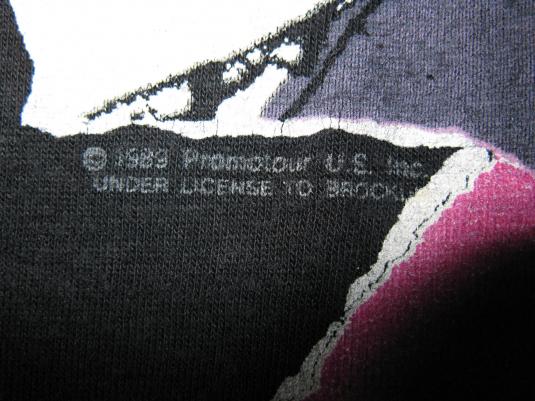 © 1989 Promotour U.S. Inc
UNDER LICENSE TO